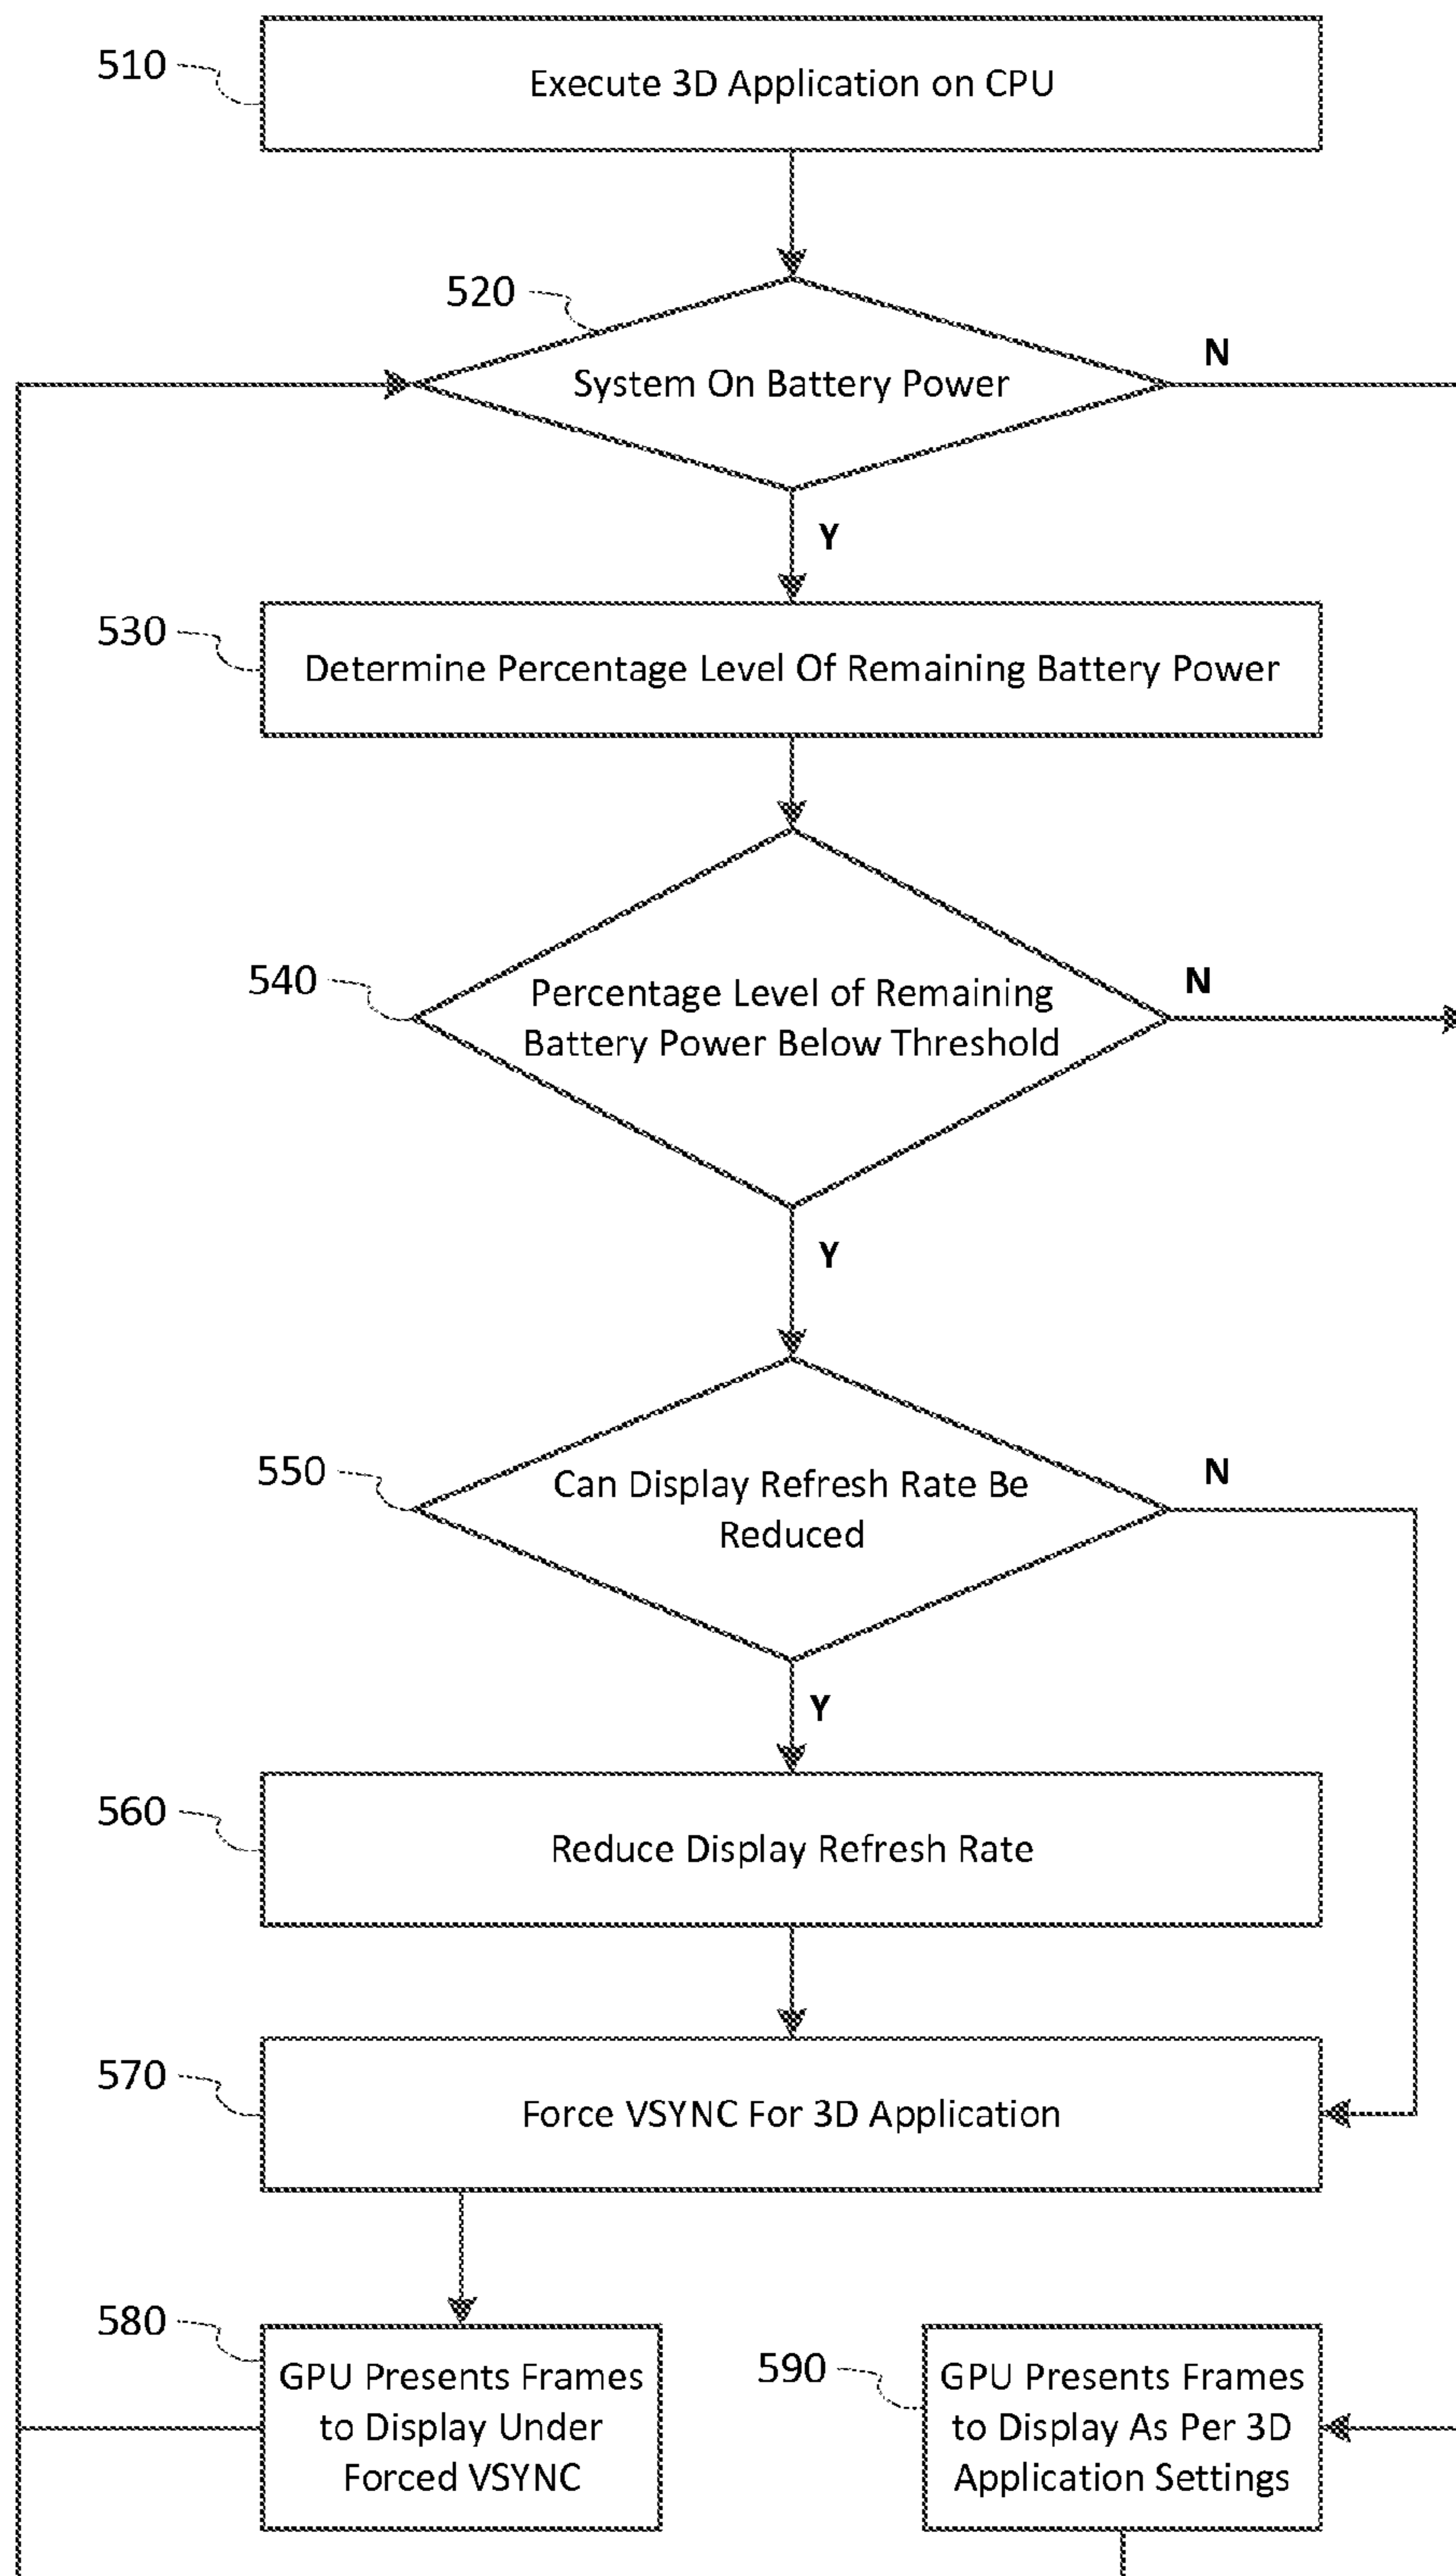 510
Execute 3D Application on CPU
520
System On Battery Power
N
Y
530
Determine Percentage Level Of Remaining Battery Power
540
Percentage Level of Remaining
Battery Power Below Threshold
N
Y
550
Can Display Refresh Rate Be
Reduced
N
Y
560
Reduce Display Refresh Rate
570
Force VSYNC For 3D Application
580
GPU Presents Frames
to Display Under
Forced VSYNC
590
GPU Presents Frames
to Display As Per 3D
Application Settings